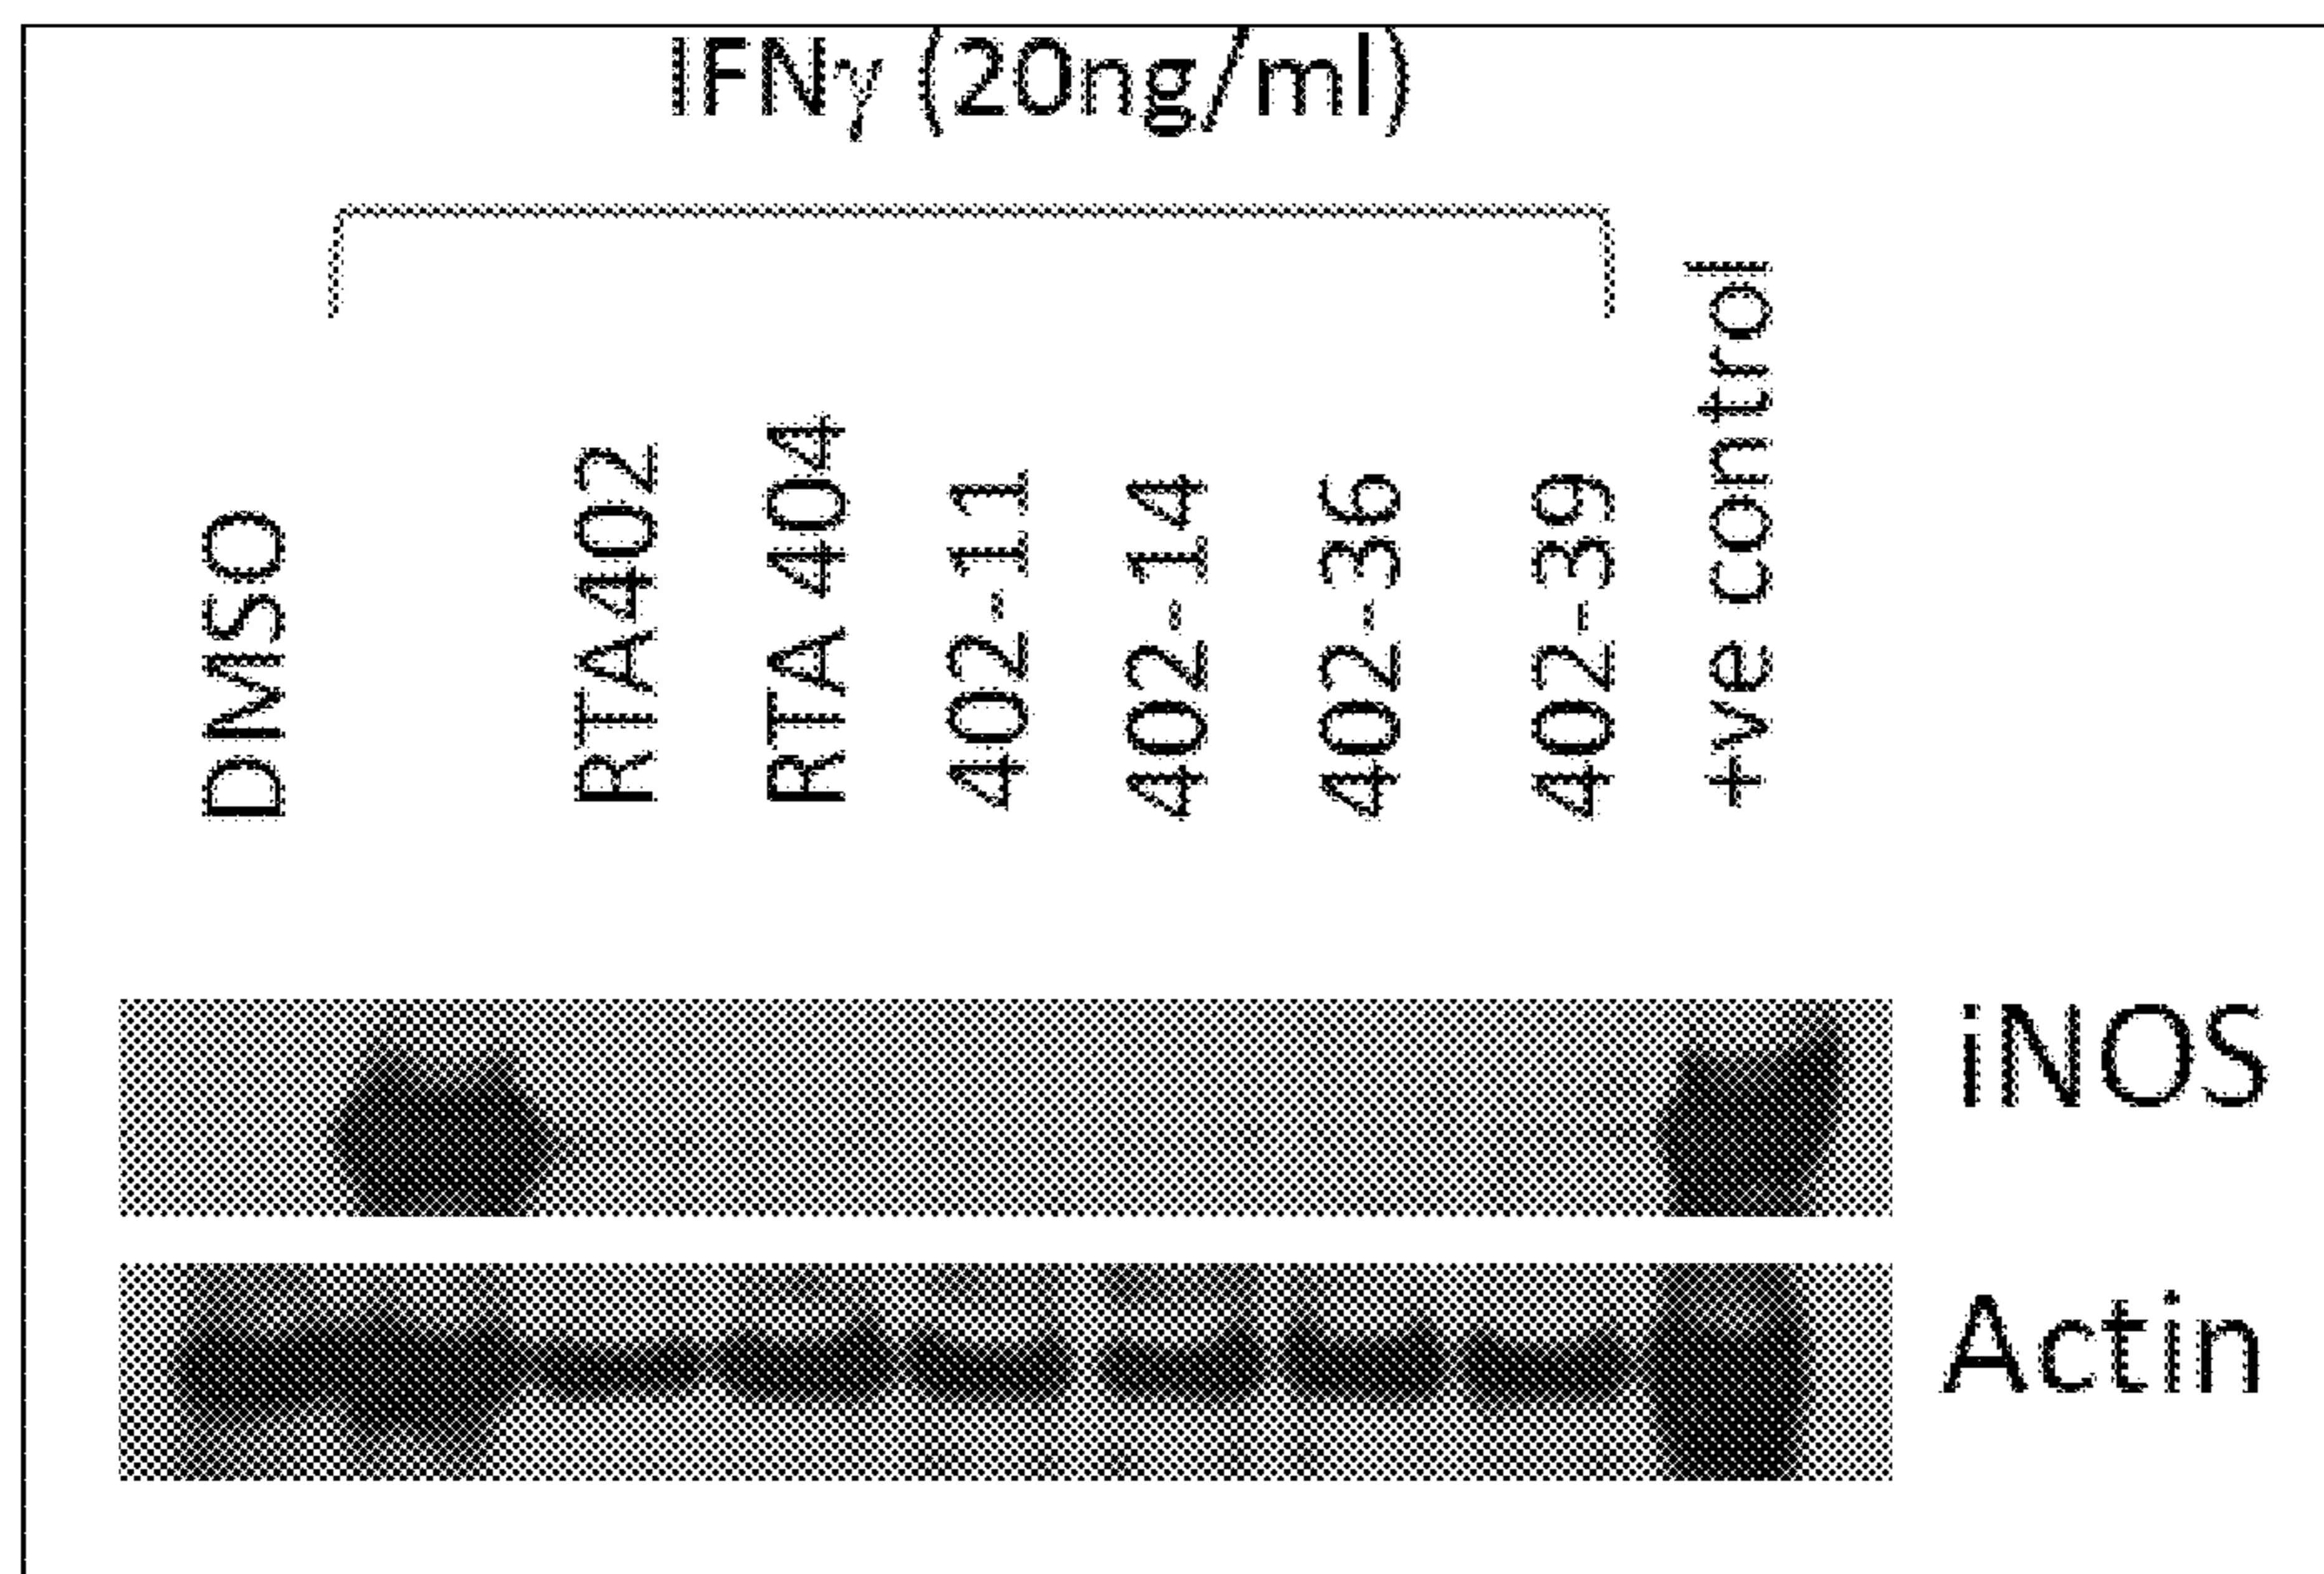 IFNγ (20ng/ml)
DMSO
RTA402
RTA 404
402-11
402-14
402-36
402-39
+ve control
iNOS
Actin